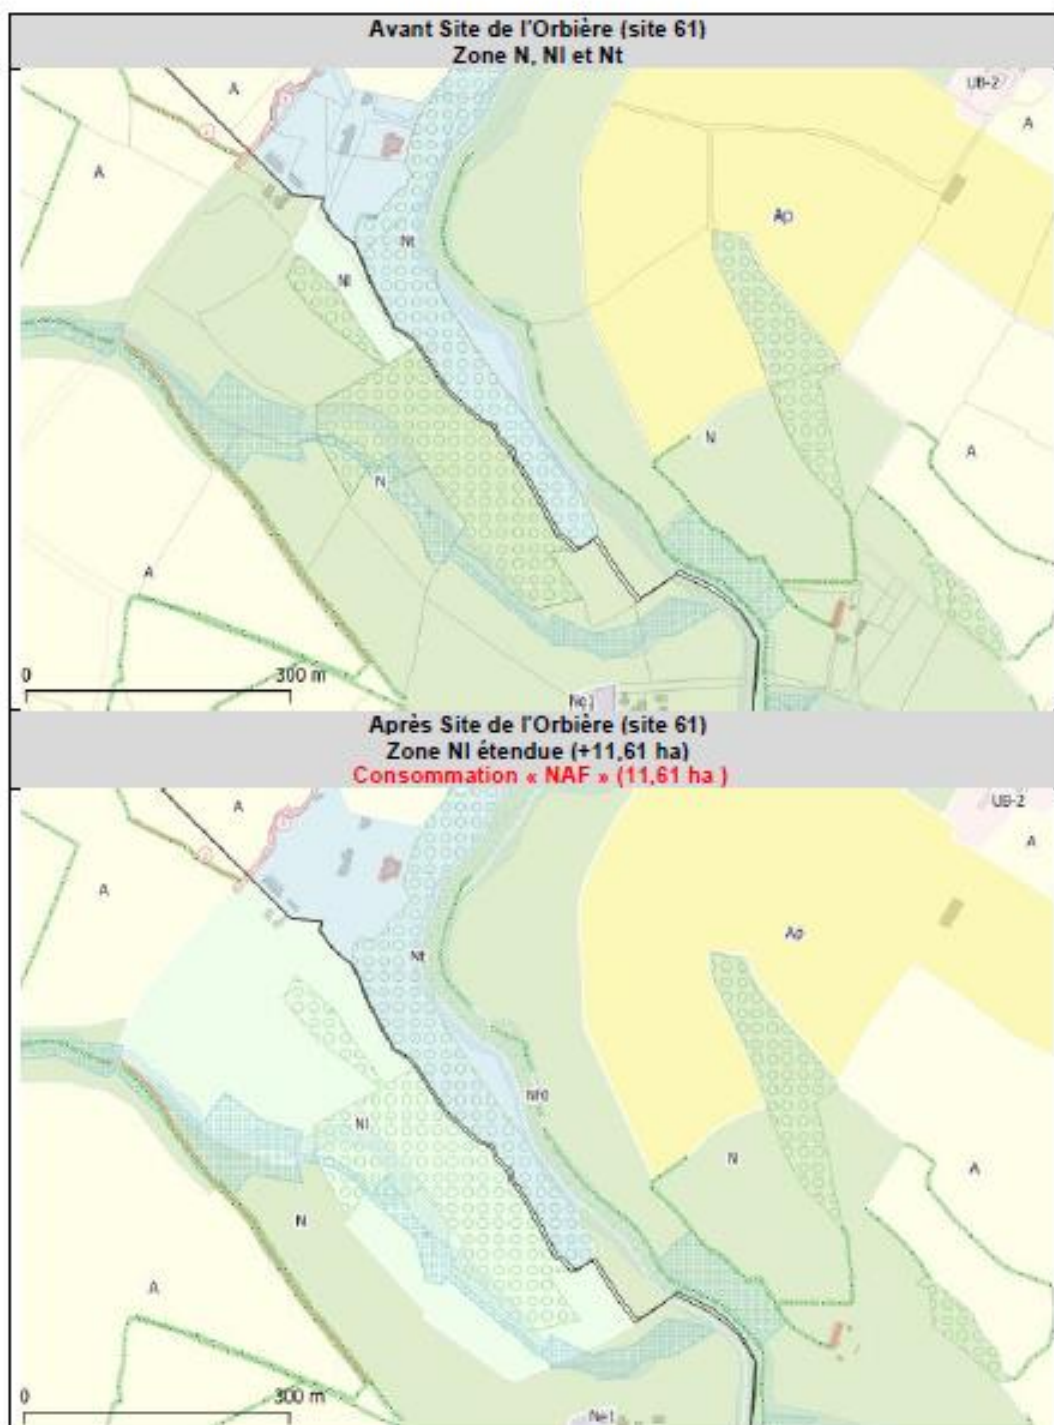 Avant Site de l'Orbière (site 61)
Zone N, Nl et Nt
A
UB-2
A
A
Ap
Nt
Nl
N
A
N
A
0
300 m
Après Site de l'Orbière (site 61)
Zone Nl étendue (+11,61 ha)
Consommation « NAF » (11,61 ha )
A
UB-2
A
A
Ap
Nt
Nl
N
A
N
A
0
300 m